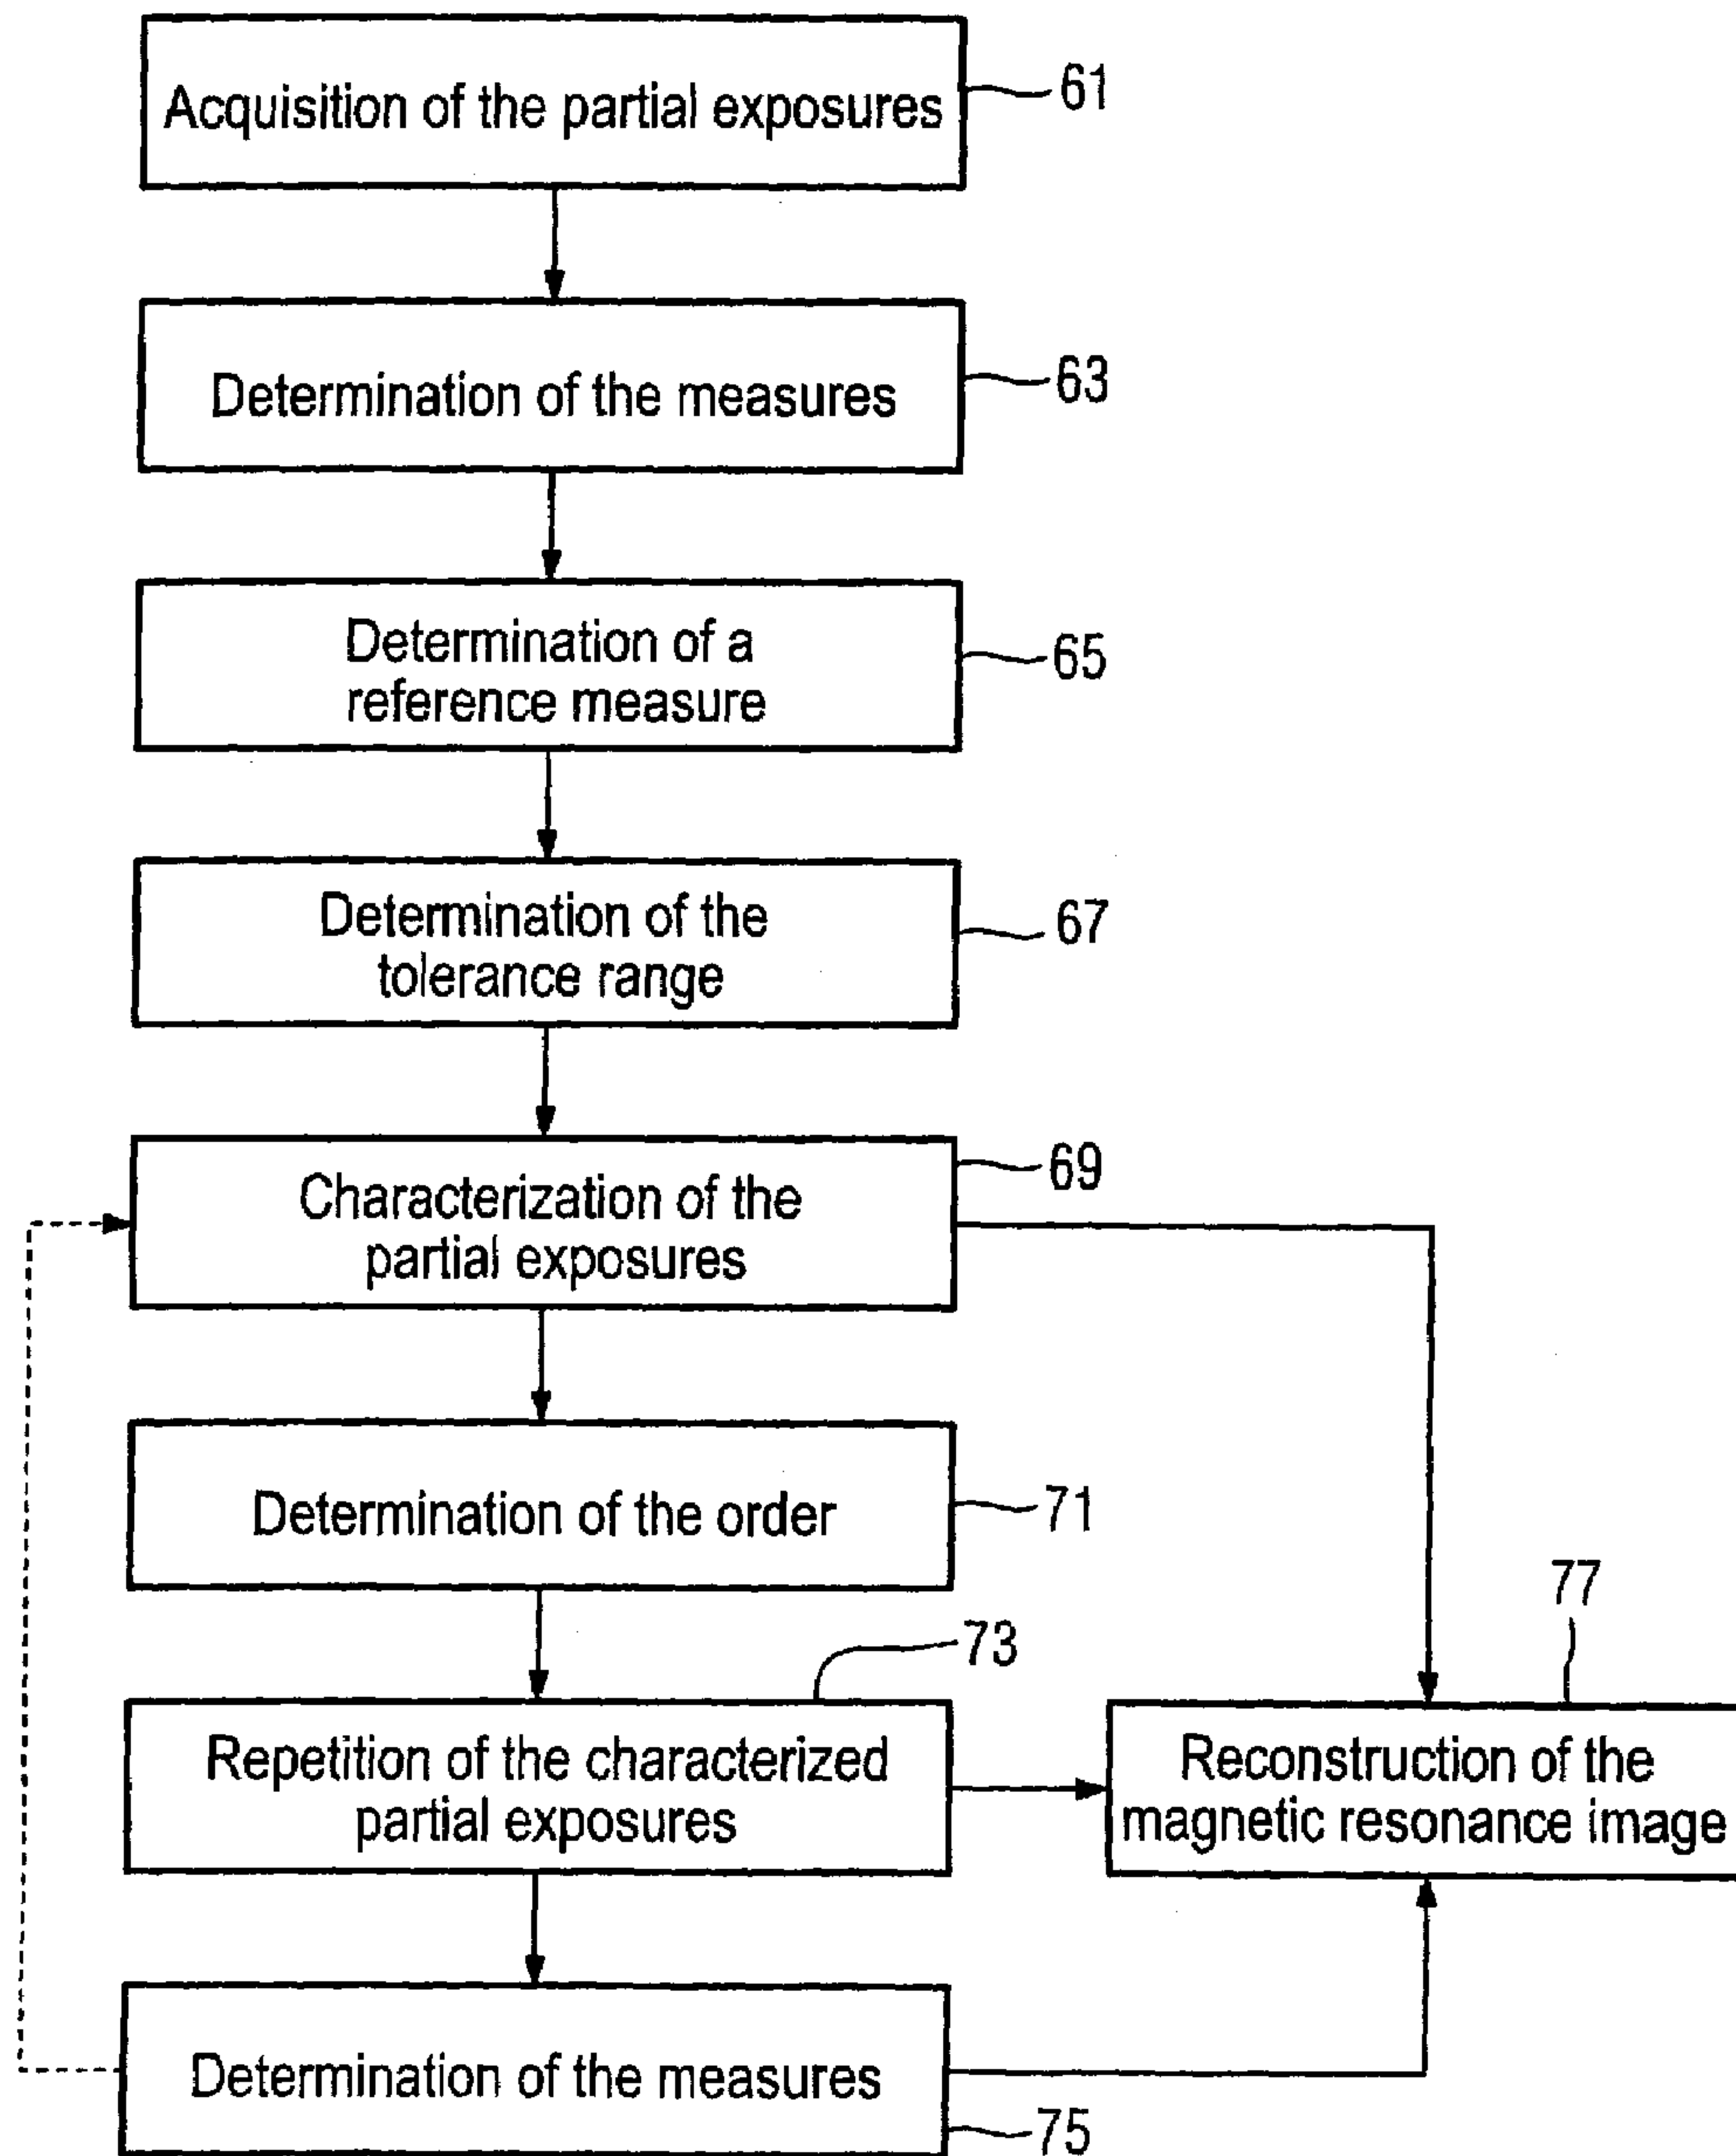 Acquisition of the partial exposures
61
Determination of the measures
63
Determination of a
reference measure
65
Determination of the
tolerance range
67
Characterization of the
partial exposures
69
Determination of the order
71
Repetition of the characterized
partial exposures
73
Reconstruction of the
magnetic resonance image
77
Determination of the measures
75